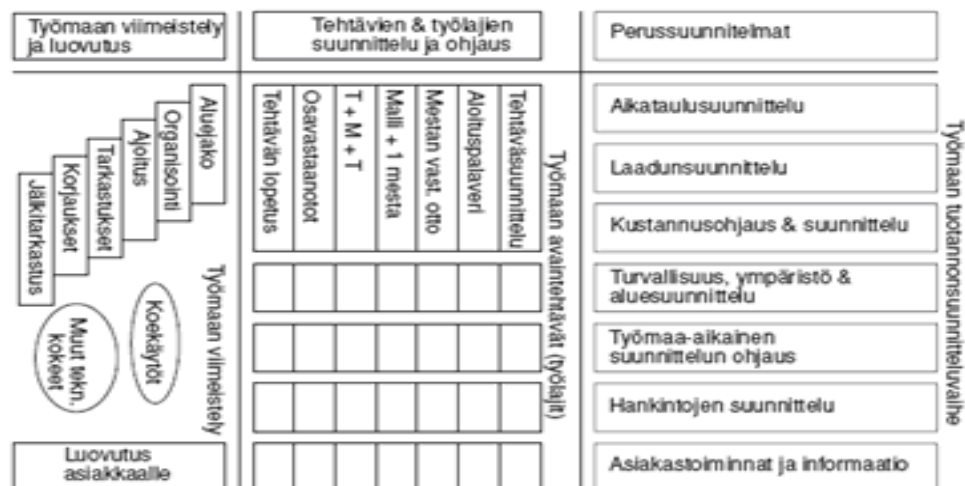 Työmaan viimeistely
ja luovutus
Tehtävien & työlajien
suunnittelu ja ohjaus
Perussuunnitelmat
Aluejako
Organisointi
Ajoitus
Tarkastukset
Korjaukset
Jälkitarkastus
Työmaan viimeistely
Koekäytöt
Muut tekn.
kokeet
Luovutus
asiakkaalle
Tehtäväsuunnittelu
Aloituspalaveri
Mestan vast. otto
Malli + 1 mesta
T + M + T
Osavastaanotot
Tehtävän lopetus
Työmaan avaintehtävät (työlajit)
Aikataulusuunnittelu
Laadunsuunnittelu
Kustannusohjaus & suunnittelu
Turvallisuus, ympäristö &
aluesuunnittelu
Työmaa-aikainen
suunnittelun ohjaus
Hankintojen suunnittelu
Asiakastoiminnat ja informaatio
Työmaan tuotannonsuunnitteluvaihe